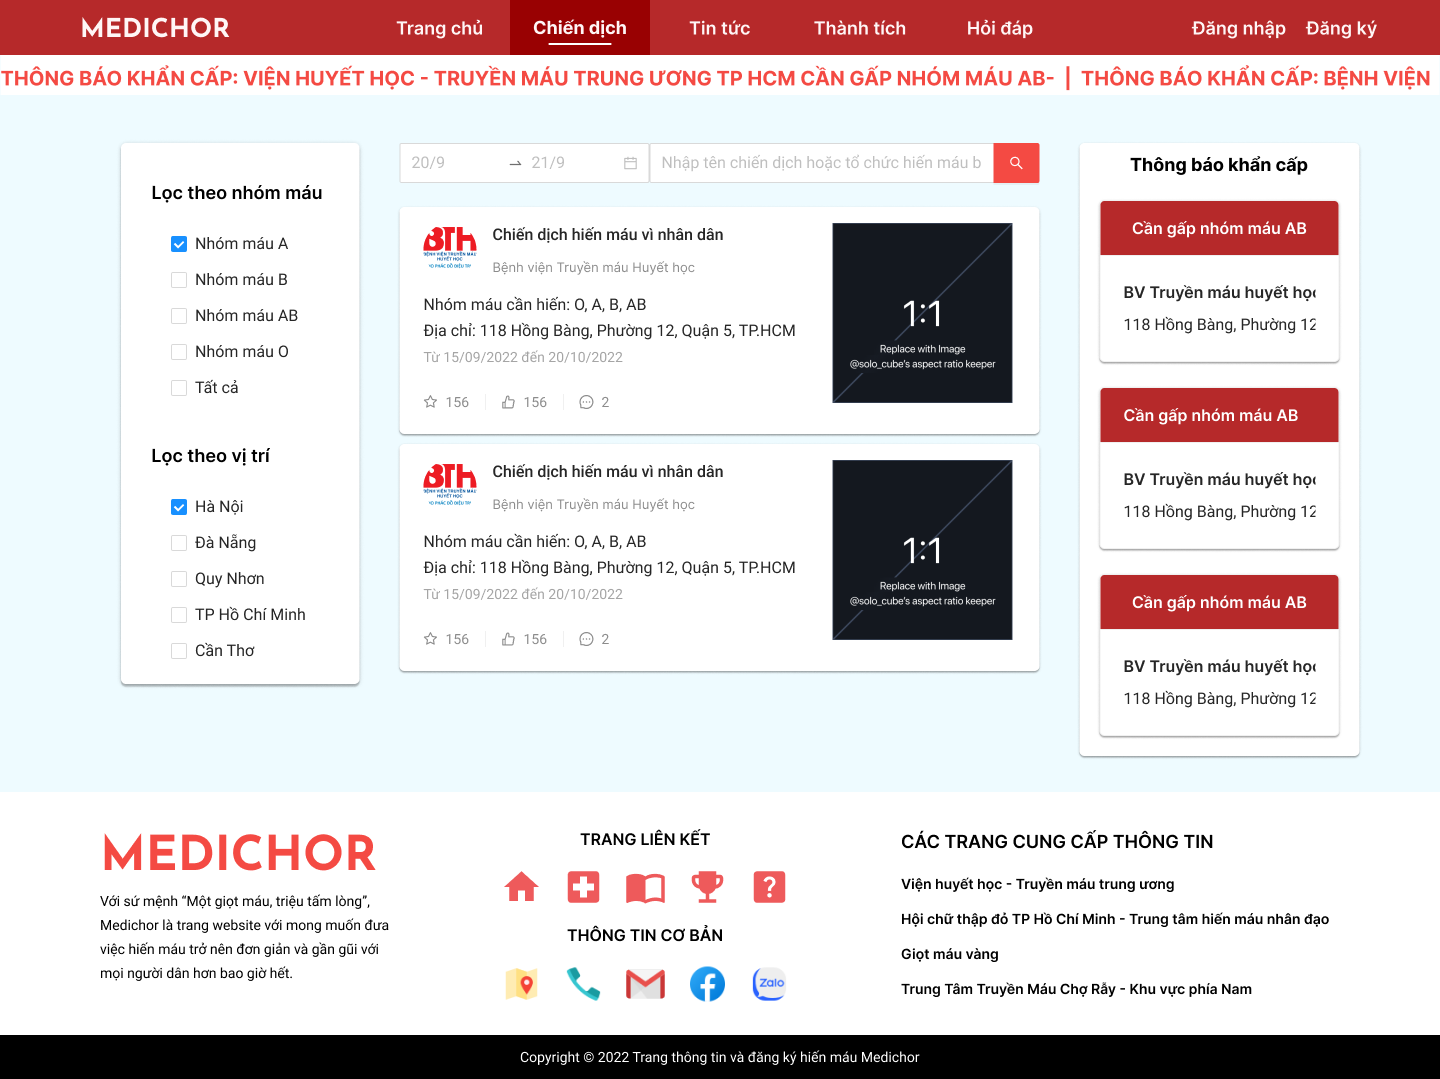 MEDICHOR
Trang chủ
Chiến dịch
Tin tức
Thành tích
Hỏi đáp
Đăng nhập
Đăng ký
THÔNG BÁO KHẨN CẤP: VIỆN HUYẾT HỌC - TRUYỀN MÁU TRUNG ƯƠNG TP HCM CẦN GẤP NHÓM MÁU AB- | THÔNG BÁO KHẨN CẤP: BỆNH VIỆN
Lọc theo nhóm máu
Nhóm máu A
Nhóm máu B
Nhóm máu AB
Nhóm máu O
Tất cả
Lọc theo vị trí
Hà Nội
Đà Nẵng
Quy Nhơn
TP Hồ Chí Minh
Cần Thơ
20/9
21/9
Nhập tên chiến dịch hoặc tổ chức hiến máu b
BTH
BỆNH VIỆN TRUYỀN MÁU
HUYẾT HỌC
Chiến dịch hiến máu vì nhân dân
Bệnh viện Truyền máu Huyết học
Nhóm máu cần hiến: O, A, B, AB
Địa chỉ: 118 Hồng Bàng, Phường 12, Quận 5, TP.HCM
Từ 15/09/2022 đến 20/10/2022
156
156
2
1:1
Replace with Image
@solo_cube's aspect ratio keeper
BTH
BỆNH VIỆN TRUYỀN MÁU
HUYẾT HỌC
Chiến dịch hiến máu vì nhân dân
Bệnh viện Truyền máu Huyết học
Nhóm máu cần hiến: O, A, B, AB
Địa chỉ: 118 Hồng Bàng, Phường 12, Quận 5, TP.HCM
Từ 15/09/2022 đến 20/10/2022
156
156
2
1:1
Replace with Image
@solo_cube's aspect ratio keeper
Thông báo khẩn cấp
Cần gấp nhóm máu AB
BV Truyền máu huyết học
118 Hồng Bàng, Phường 12
Cần gấp nhóm máu AB
BV Truyền máu huyết học
118 Hồng Bàng, Phường 12
Cần gấp nhóm máu AB
BV Truyền máu huyết học
118 Hồng Bàng, Phường 12
MEDICHOR
Với sứ mệnh “Một giọt máu, triệu tấm lòng”,
Medichor là trang website với mong muốn đưa
việc hiến máu trở nên đơn giản và gần gũi với
mọi người dân hơn bao giờ hết.
TRANG LIÊN KẾT
THÔNG TIN CƠ BẢN
Zalo
CÁC TRANG CUNG CẤP THÔNG TIN
Viện huyết học - Truyền máu trung ương
Hội chữ thập đỏ TP Hồ Chí Minh - Trung tâm hiến máu nhân đạo
Giọt máu vàng
Trung Tâm Truyền Máu Chợ Rẫy - Khu vực phía Nam
Copyright © 2022 Trang thông tin và đăng ký hiến máu Medichor